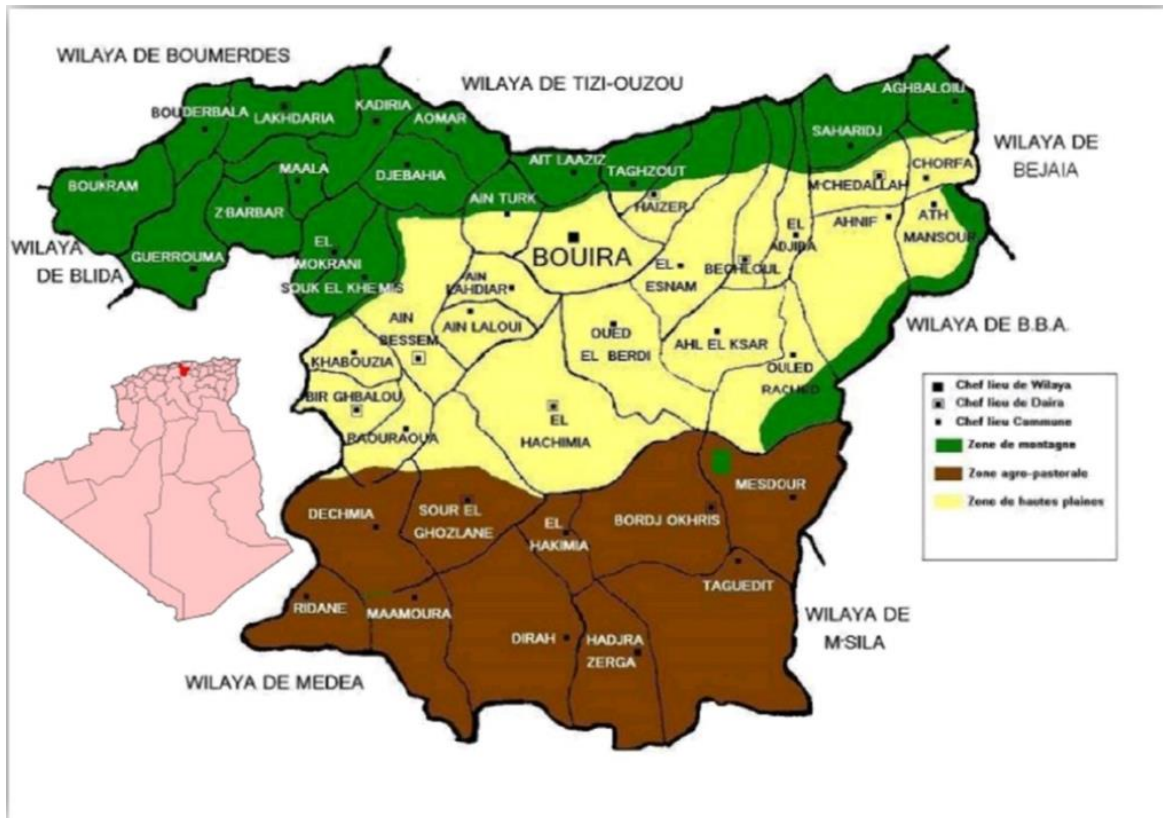 WILAYA DE BOUMERDES
WILAYA DE TIZI-OUZOU
AGHBALOIU
KADIRIA
BOUDERBALA
LAKHDARIA
AOMAR
SAHARIDJ
WILAYA DE
BEJAIA
CHORFA
AIT LAAZIZ
TAGHZOUT
MAALA
DJEBAHIA
BOUKRAM
M'CHEDALLAH
Z'BARBAR
AIN TURK
HAIZER
ATH
MANSOUR
AHNIF
EL
ADJIBA
WILAYA
DE BLIDA
GUERROUMA
EL
MOKRANI
BOUIRA
SOUK EL KHEMIS
AIN
LAHDIAR
EL
ESNAM
BECHLOUL
AIN
BESSEM
AIN LALOUI
OUED
EL BERDI
AHL EL KSAR
WILAYA DE B.B.A.
KHABOUZIA
OULED
RACHED
BIR GHBALOU
RAOURAOUA
EL
HACHIMIA
Chef lieu de Wilaya
Chef lieu de Daira
Chef lieu Commune
Zone de montagne
Zone agro-pastorale
Zone de hautes plaines
MESDOUR
DECHMIA
SOUR EL
GHOZLANE
EL
HAKIMIA
BORDJ OKHRIS
TAGUEDIT
RIDANE
MAAMOURA
DIRAH
HADJRA
ZERGA
WILAYA DE
M'SILA
WILAYA DE MEDEA